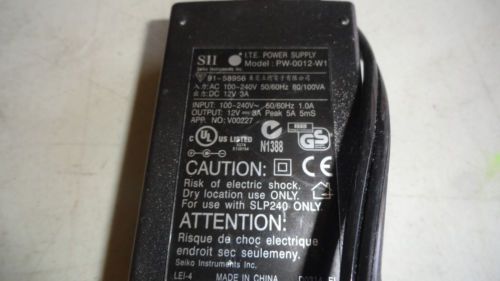 SII
I.T.E. POWER SUPPLY
Seiko Instruments Inc.
Model : PW-0012-W1
91-58956
AC 100-240V 50/60Hz 80/100VA
DC 12V 3A
INPUT: 100-240V~ 50/60Hz 1.0A
OUTPUT: 12V 3A Peak 5A 5mS
APP. NO: V00227
C UL US LISTED
N1388
GS
CE
CAUTION:
Risk of electric shock.
Dry location use ONLY.
For use with SLP240 ONLY.
ATTENTION:
Risque de choc electrique
endroit sec seulemeny.
Seiko Instruments Inc.
LEI-4 MADE IN CHINA